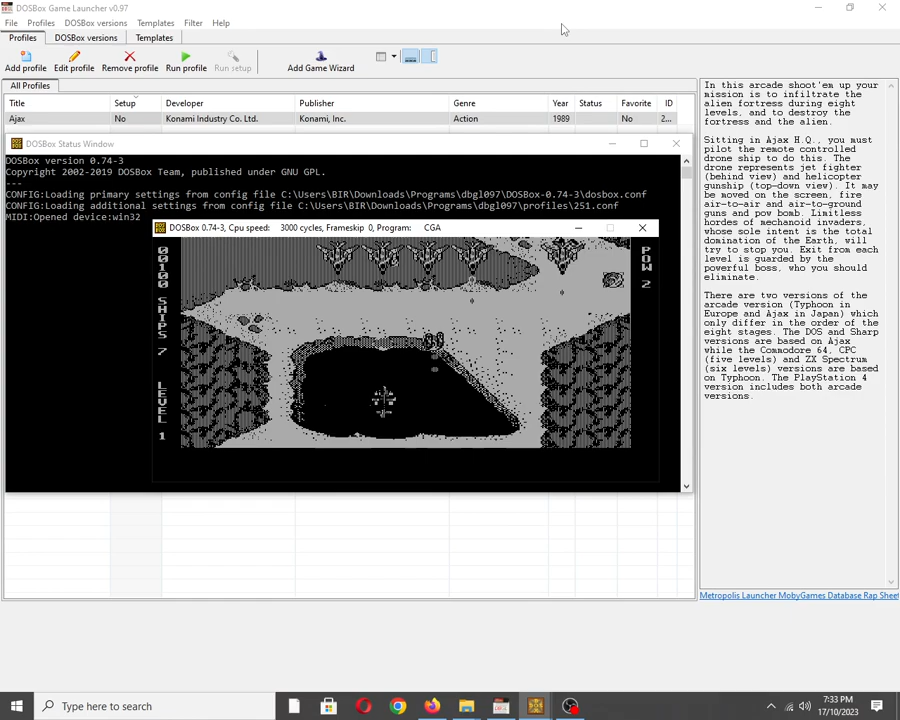 DOSBox Game Launcher v0.97
File Profiles DOSBox versions Templates Filter Help
Profiles DOSBox versions Templates
Add profile Edit profile Remove profile Run profile Run setup Add Game Wizard
All Profiles
Title Setup Developer Publisher Genre Year Status Favorite ID
Ajax No Konami Industry Co. Ltd. Konami, Inc. Action 1989 No 2...
DOSBox Status Window
DOSBox version 0.74-3
Copyright 2002-2019 DOSBox Team, published under GNU GPL.
---
CONFIG:Loading primary settings from config file C:\Users\BIR\Downloads\Programs\dbgl097\DOSBox-0.74-3\dosbox.conf
CONFIG:Loading additional settings from config file C:\Users\BIR\Downloads\Programs\dbgl097\profiles\251.conf
MIDI:Opened device:win32
DOSBox 0.74-3, Cpu speed: 3000 cycles, Frameskip 0, Program: CGA
00100
SHIPS
7
LEVEL
1
POW
2
In this arcade shoot'em up your
mission is to infiltrate the
alien fortress during eight
levels, and to destroy the
fortress and the alien.
Sitting in Ajax H.Q., you must
pilot the remote controlled
drone ship to do this. The
drone represents jet fighter
(behind view) and helicopter
gunship (top-down view). It may
be moved on the screen, fire
air-to-air and air-to-ground
guns and pow bomb. Limitless
hordes of mechanoid invaders,
whose sole intent is the total
domination of the Earth, will
try to stop you. Exit from each
level is guarded by the
powerful boss, who you should
eliminate.
There are two versions of the
arcade version (Typhoon in
Europe and Ajax in Japan) which
only differ in the order of the
eight stages. The DOS and Sharp
versions are based on Ajax
while the Commodore 64, CPC
(five levels) and ZX Spectrum
(six levels) versions are based
on Typhoon. The PlayStation 4
version includes both arcade
versions.
Metropolis Launcher MobyGames Database Rap Sheet
Type here to search
7:33 PM
17/10/2023